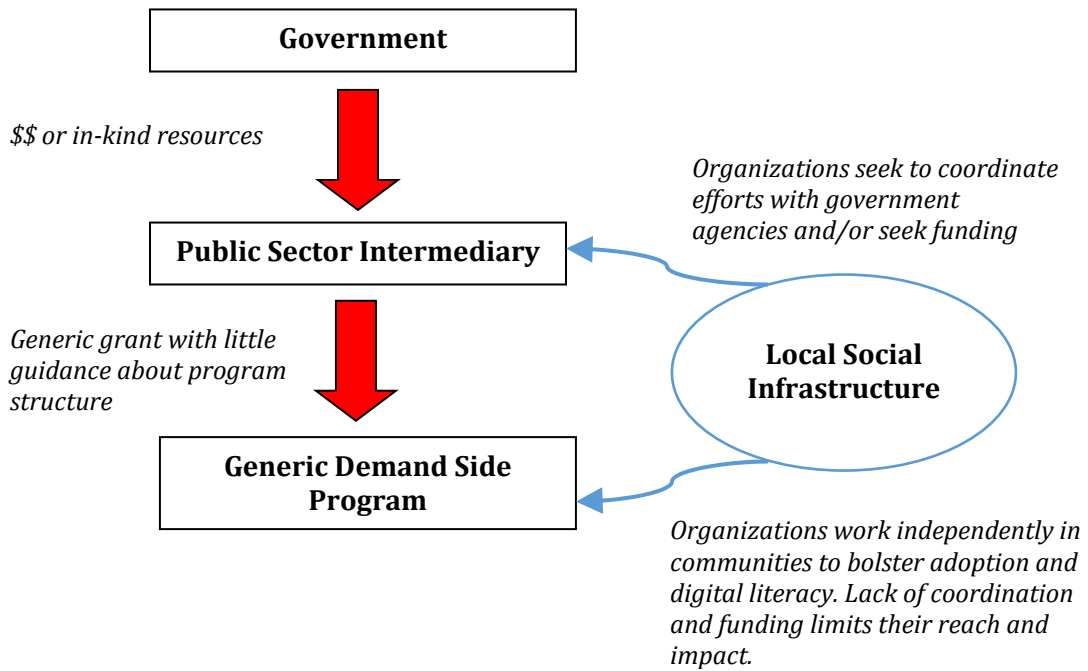 Government
$$ or in-kind resources
Organizations seek to coordinate
efforts with government
agencies and/or seek funding
Public Sector Intermediary
Generic grant with little
guidance about program
structure
Local Social
Infrastructure
Generic Demand Side
Program
Organizations work independently in
communities to bolster adoption and
digital literacy. Lack of coordination
and funding limits their reach and
impact.